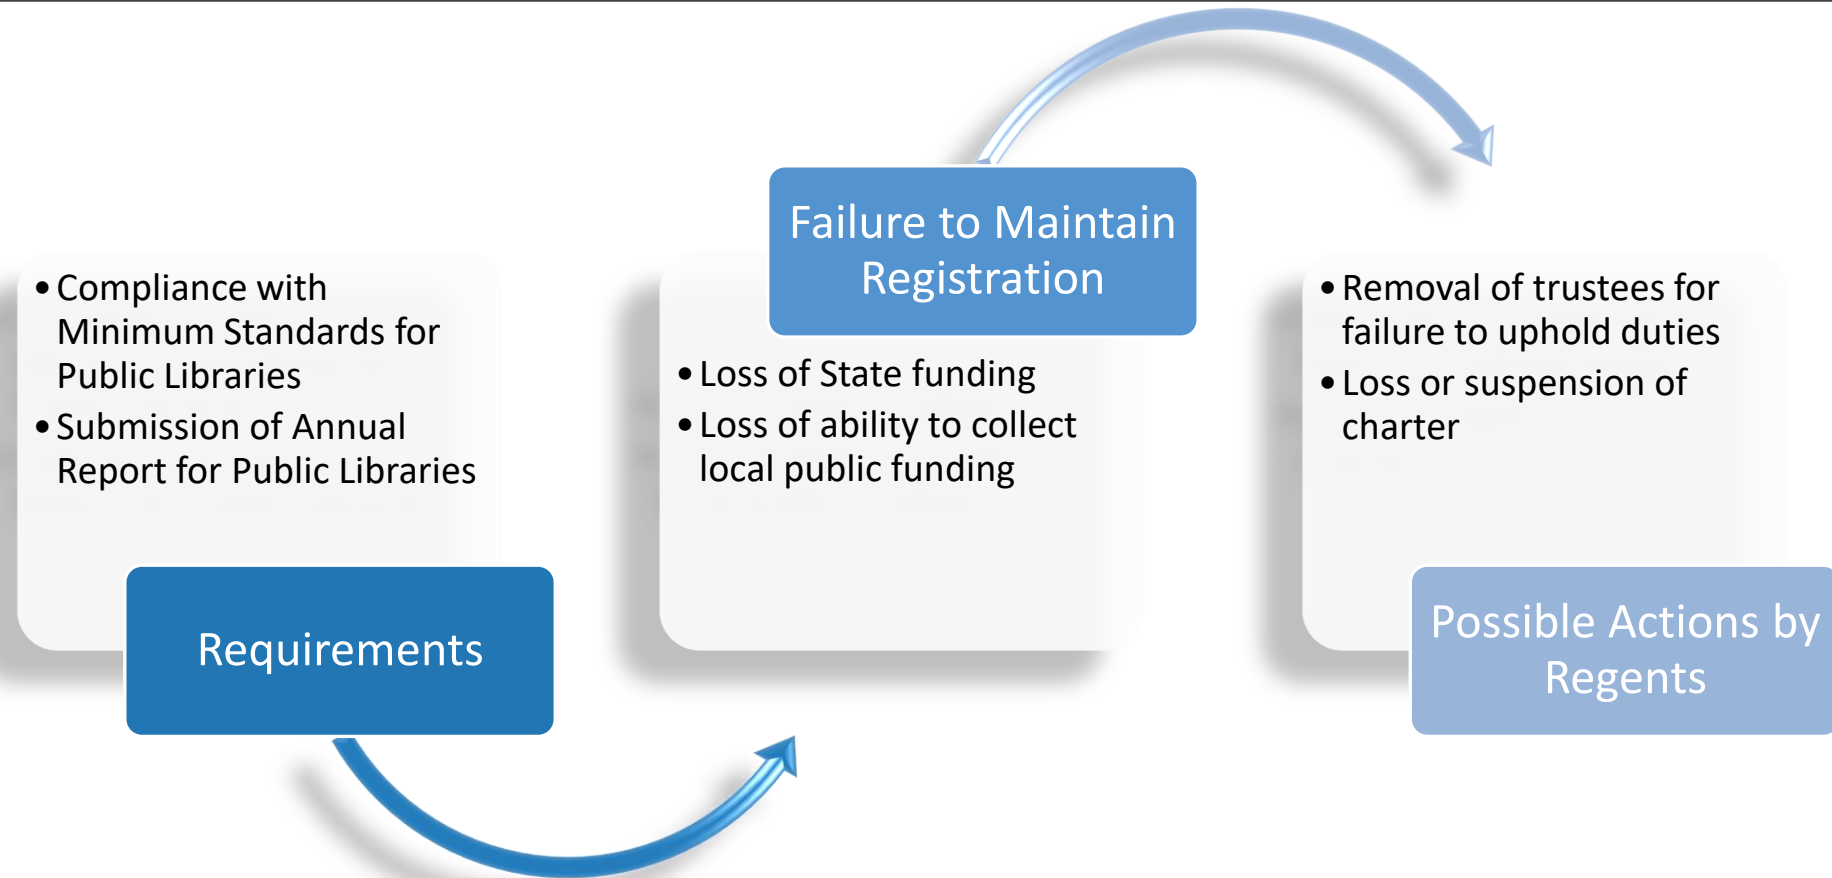 • Compliance with
Minimum Standards for
Public Libraries
• Submission of Annual
Report for Public Libraries
Requirements
Failure to Maintain
Registration
• Loss of State funding
• Loss of ability to collect
local public funding
• Removal of trustees for
failure to uphold duties
• Loss or suspension of
charter
Possible Actions by
Regents